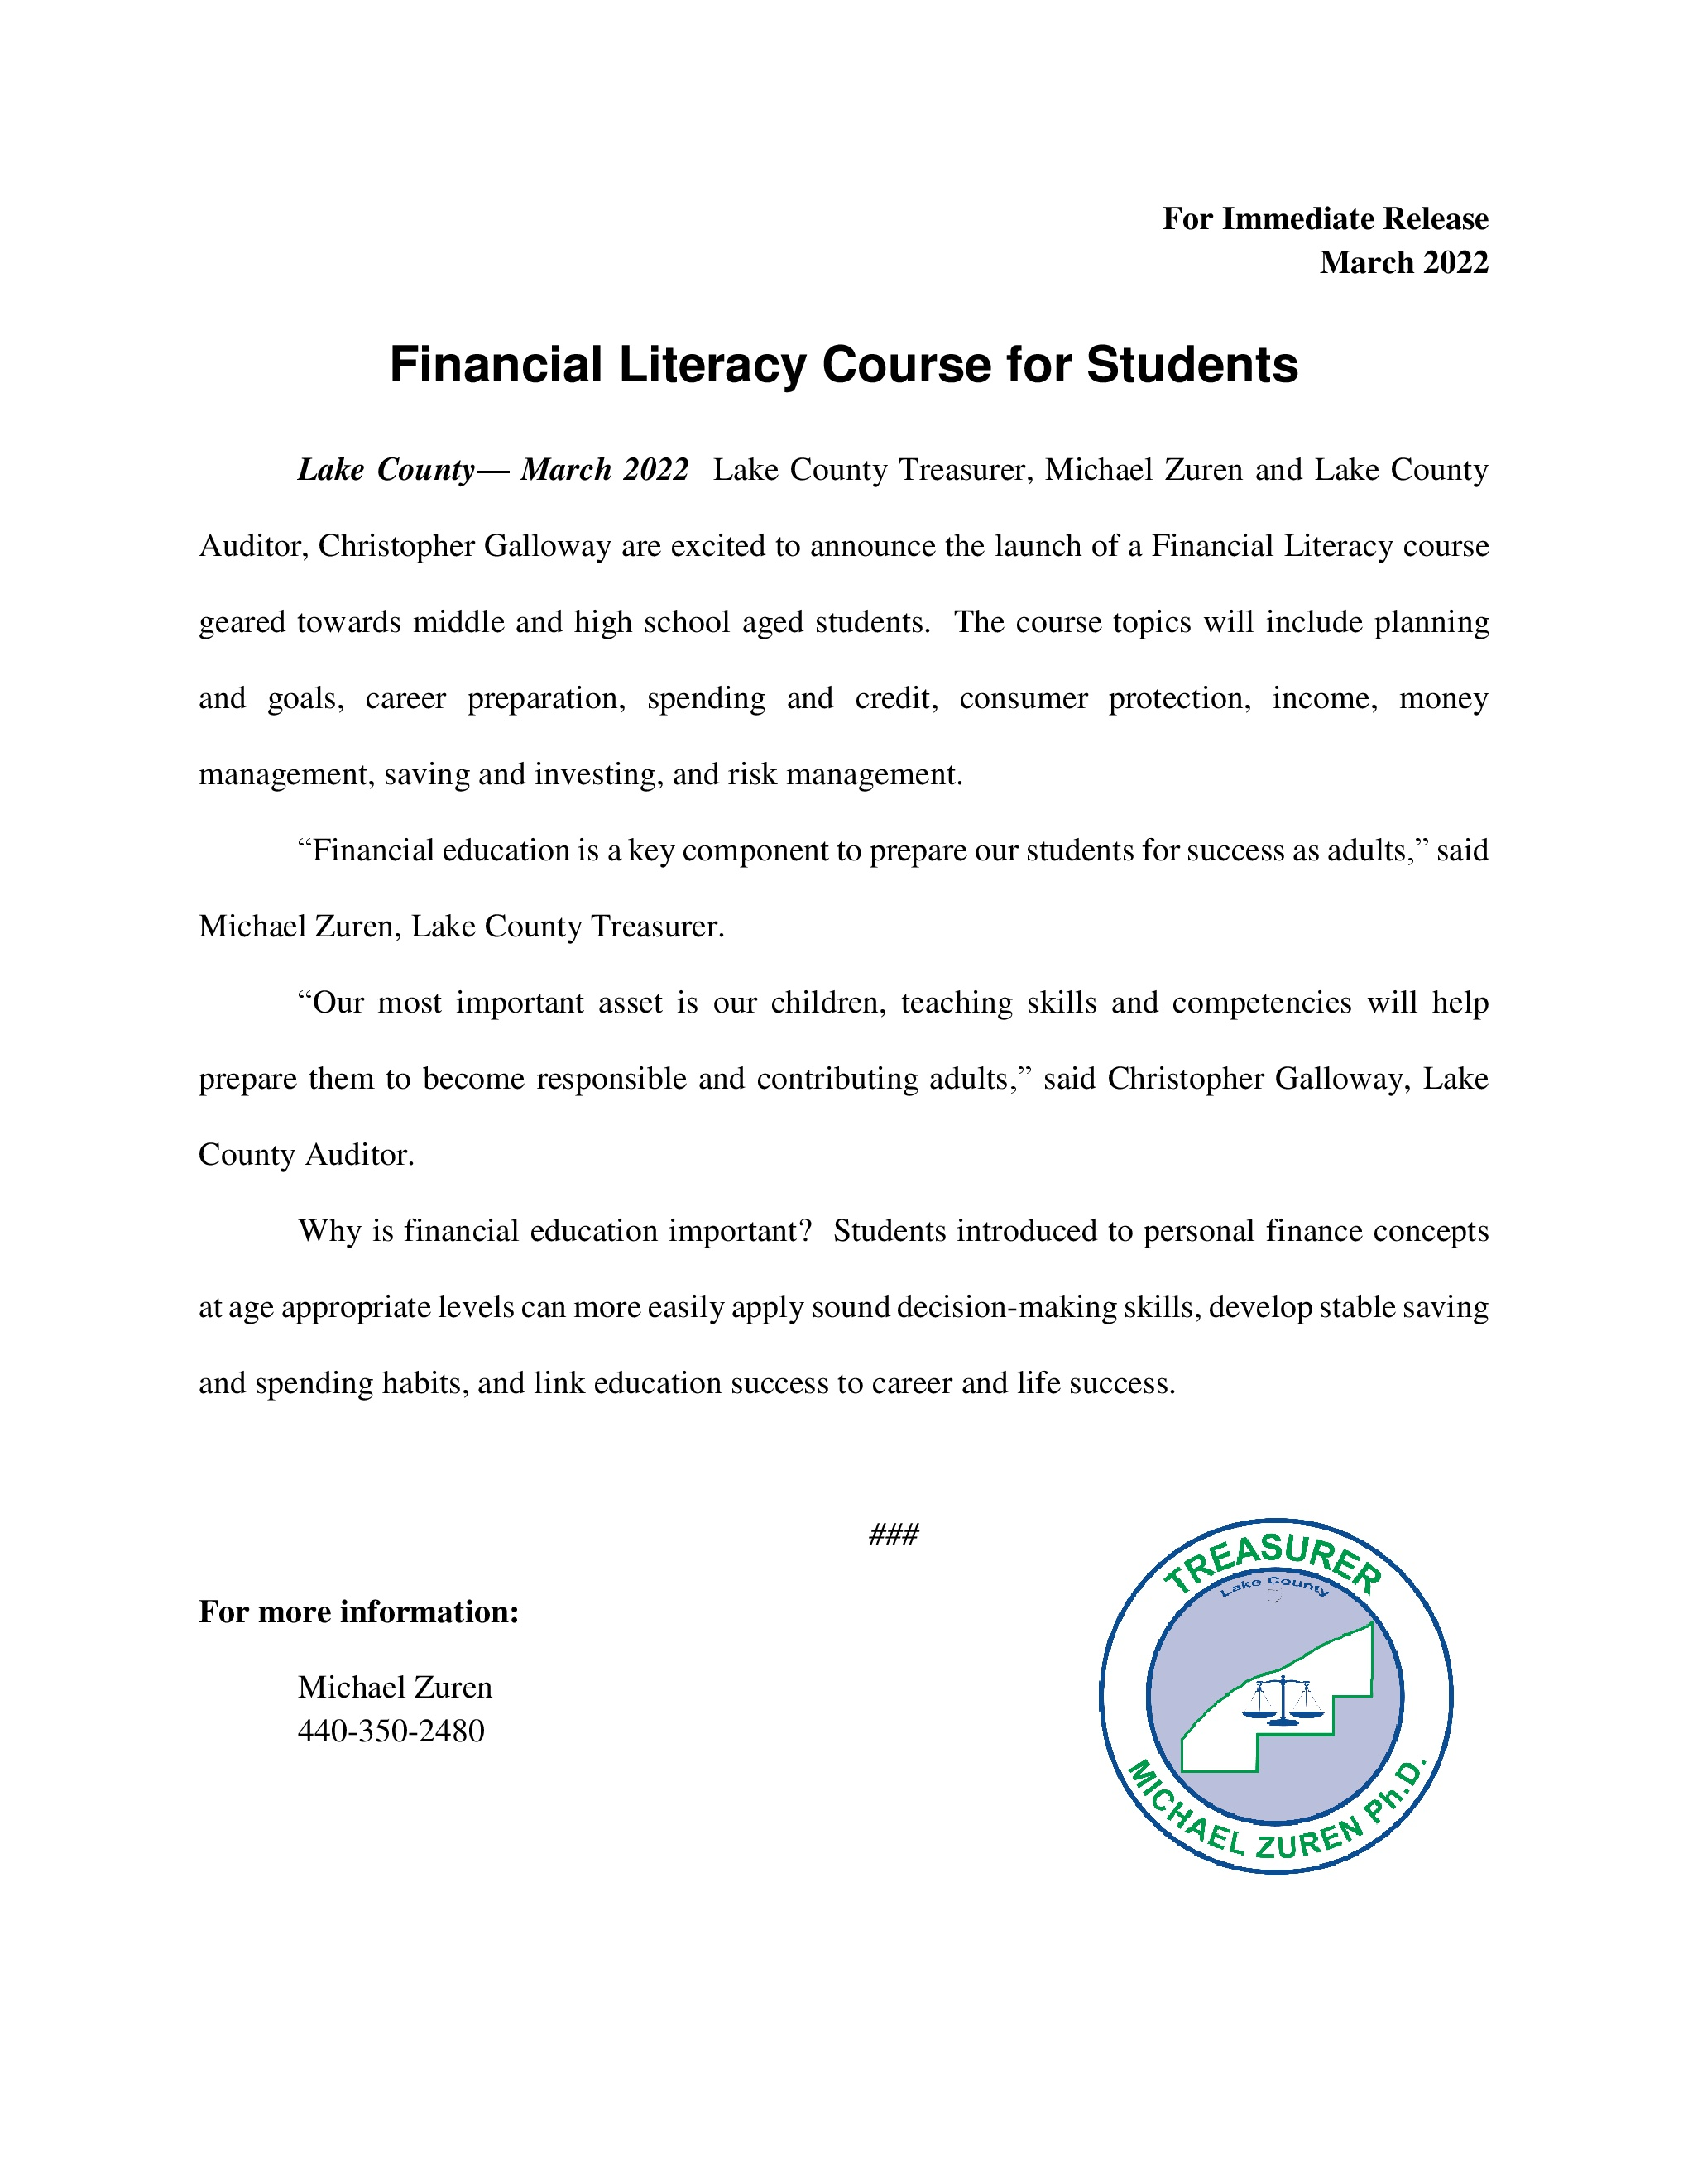 For Immediate Release
March 2022
Financial Literacy Course for Students
Lake County— March 2022  Lake County Treasurer, Michael Zuren and Lake County
Auditor, Christopher Galloway are excited to announce the launch of a Financial Literacy course
geared towards middle and high school aged students.  The course topics will include planning
and goals, career preparation, spending and credit, consumer protection, income, money
management, saving and investing, and risk management.
“Financial education is a key component to prepare our students for success as adults,” said
Michael Zuren, Lake County Treasurer.
“Our most important asset is our children, teaching skills and competencies will help
prepare them to become responsible and contributing adults,” said Christopher Galloway, Lake
County Auditor.
Why is financial education important?  Students introduced to personal finance concepts
at age appropriate levels can more easily apply sound decision-making skills, develop stable saving
and spending habits, and link education success to career and life success.
###
For more information:
Michael Zuren
440-350-2480
TREASURER
Lake County
MICHAEL ZUREN Ph.D.